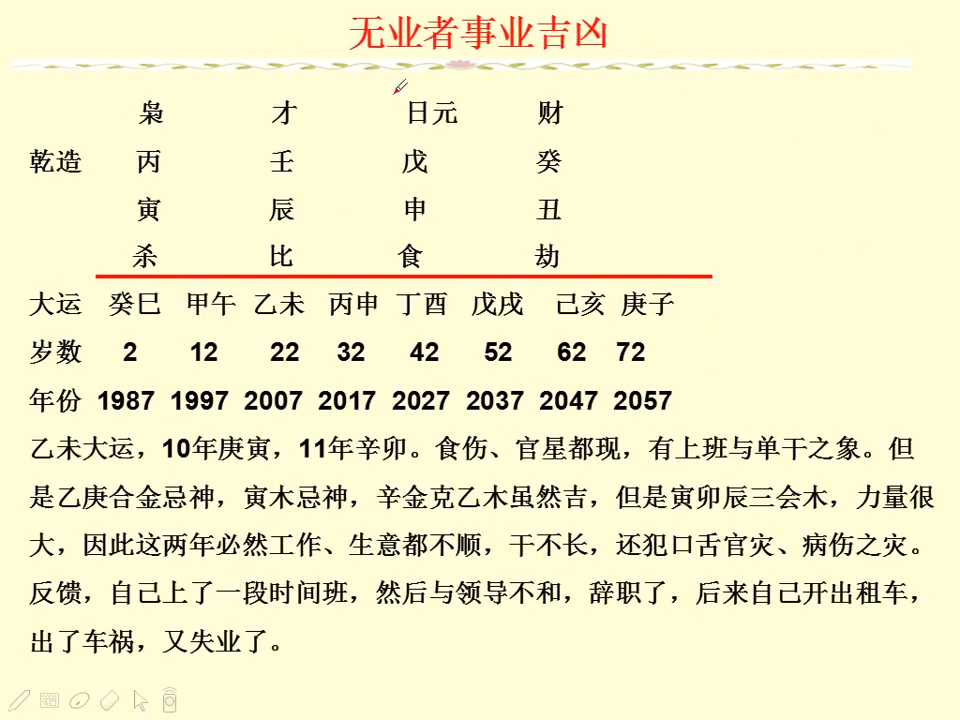 无业者事业吉凶
枭 才 日元 财
乾造 丙 壬 戊 癸
寅 辰 申 丑
杀 比 食 劫
大运 癸巳 甲午 乙未 丙申 丁酉 戊戌 己亥 庚子
岁数 2 12 22 32 42 52 62 72
年份 1987 1997 2007 2017 2027 2037 2047 2057
乙未大运，10年庚寅，11年辛卯。食伤、官星都现，有上班与单干之象。但
是乙庚合金忌神，寅木忌神，辛金克乙木虽然吉，但是寅卯辰三会木，力量很
大，因此这两年必然工作、生意都不顺，干不长，还犯口舌官灾、病伤之灾。
反馈，自己上了一段时间班，然后与领导不和，辞职了，后来自己开出租车，
出了车祸，又失业了。